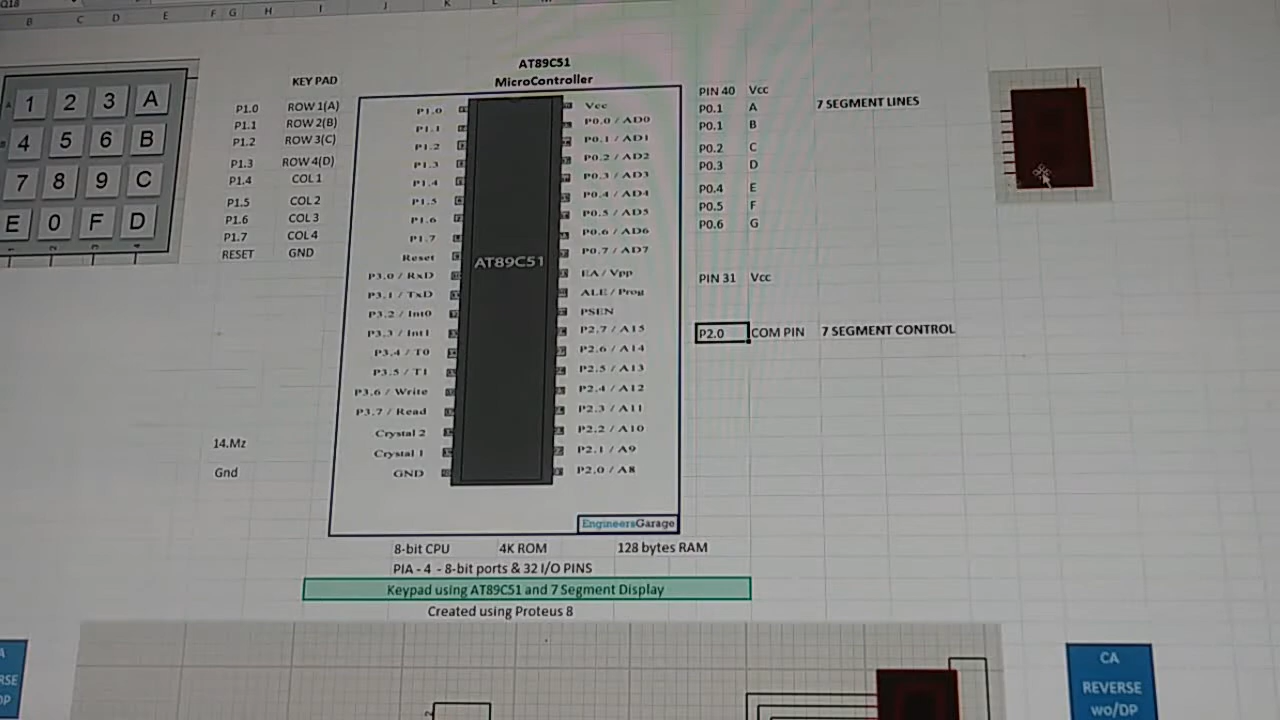 Q18
B C D E F G H I J K L M
AT89C51
MicroController
KEY PAD
P1.0 ROW 1(A)
P1.1 ROW 2(B)
P1.2 ROW 3(C)
P1.3 ROW 4(D)
P1.4 COL 1
P1.5 COL 2
P1.6 COL 3
P1.7 COL 4
RESET GND
14.Mz
Gnd
1 2 3 A
4 5 6 B
7 8 9 C
E 0 F D
P1.0
P1.1
P1.2
P1.3
P1.4
P1.5
P1.6
P1.7
Reset
P3.0 / RxD
P3.1 / TxD
P3.2 / Int0
P3.3 / Int1
P3.4 / T0
P3.5 / T1
P3.6 / Write
P3.7 / Read
Crystal 2
Crystal 1
GND
AT89C51
Vcc
P0.0 / AD0
P0.1 / AD1
P0.2 / AD2
P0.3 / AD3
P0.4 / AD4
P0.5 / AD5
P0.6 / AD6
P0.7 / AD7
EA / Vpp
ALE / Prog
PSEN
P2.7 / A15
P2.6 / A14
P2.5 / A13
P2.4 / A12
P2.3 / A11
P2.2 / A10
P2.1 / A9
P2.0 / A8
EngineersGarage
PIN 40 Vcc
P0.1 A 7 SEGMENT LINES
P0.1 B
P0.2 C
P0.3 D
P0.4 E
P0.5 F
P0.6 G
PIN 31 Vcc
P2.0 COM PIN 7 SEGMENT CONTROL
8-bit CPU 4K ROM 128 bytes RAM
PIA - 4 - 8-bit ports & 32 I/O PINS
Keypad using AT89C51 and 7 Segment Display
Created using Proteus 8
CA
REVERSE
wo/DP